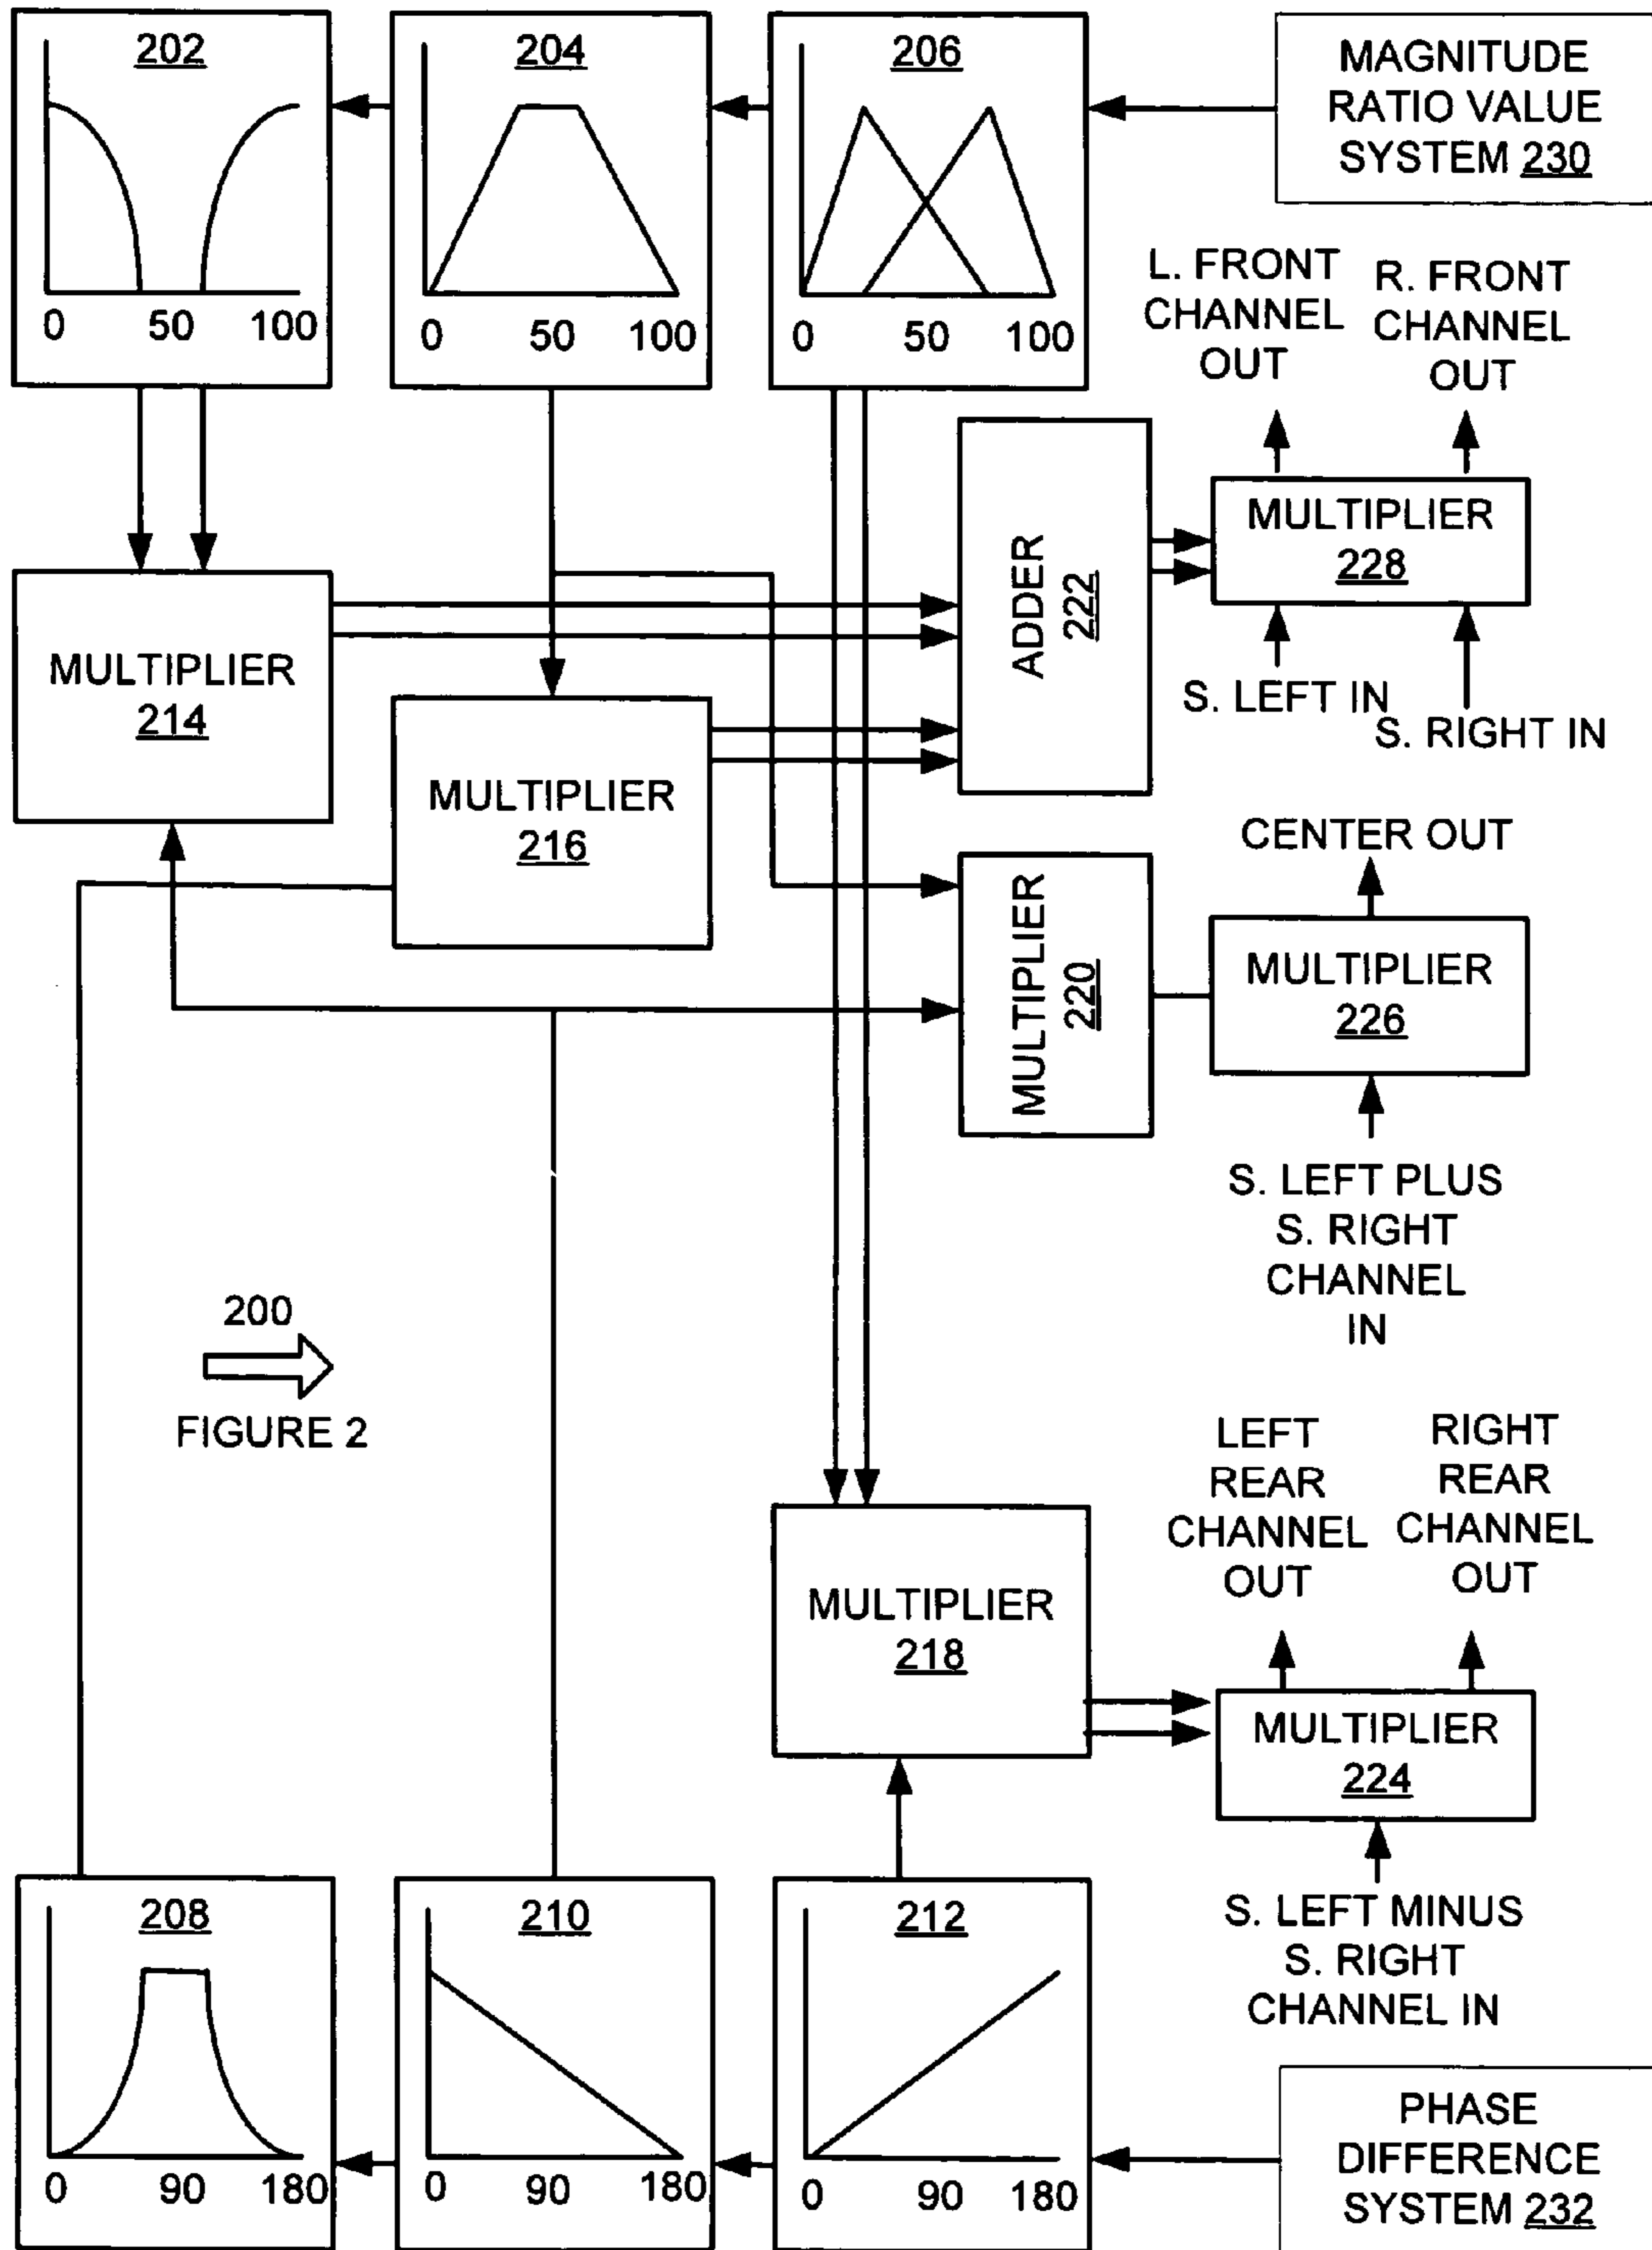 202
0 50 100
204
0 50 100
206
0 50 100
MAGNITUDE
RATIO VALUE
SYSTEM 230
L. FRONT
CHANNEL
OUT
R. FRONT
CHANNEL
OUT
MULTIPLIER
214
MULTIPLIER
216
ADDER
222
MULTIPLIER
228
S. LEFT IN
S. RIGHT IN
CENTER OUT
MULTIPLIER
220
MULTIPLIER
226
S. LEFT PLUS
S. RIGHT
CHANNEL
IN
200
FIGURE 2
LEFT
REAR
CHANNEL
OUT
RIGHT
REAR
CHANNEL
OUT
MULTIPLIER
218
MULTIPLIER
224
S. LEFT MINUS
S. RIGHT
CHANNEL IN
208
0 90 180
210
0 90 180
212
0 90 180
PHASE
DIFFERENCE
SYSTEM 232